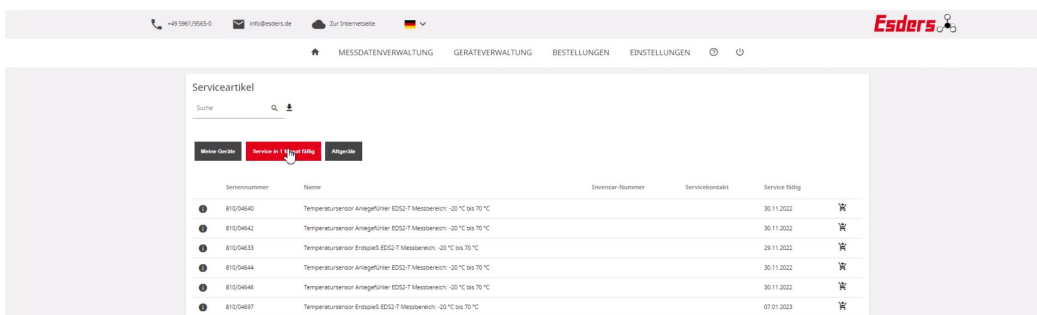 +49 5961/9565-0 info@esders.de Zur Internetseite Esders
MESSDATENVERWALTUNG GERÄTEVERWALTUNG BESTELLUNGEN EINSTELLUNGEN
Serviceartikel
Suche
Meine Geräte Service in 1 Monat fällig Altgeräte
Seriennummer Name Inventar-Nummer Servicekontakt Service fällig
810/04640 Temperatursensor Anlegefühler EDS2-T Messbereich: -20 °C bis 70 °C 30.11.2022
810/04642 Temperatursensor Anlegefühler EDS2-T Messbereich: -20 °C bis 70 °C 30.11.2022
810/04633 Temperatursensor Erdspieß EDS2-T Messbereich: -20 °C bis 70 °C 29.11.2022
810/04644 Temperatursensor Anlegefühler EDS2-T Messbereich: -20 °C bis 70 °C 30.11.2022
810/04646 Temperatursensor Anlegefühler EDS2-T Messbereich: -20 °C bis 70 °C 30.11.2022
810/04697 Temperatursensor Erdspieß EDS2-T Messbereich: -20 °C bis 70 °C 07.01.2023